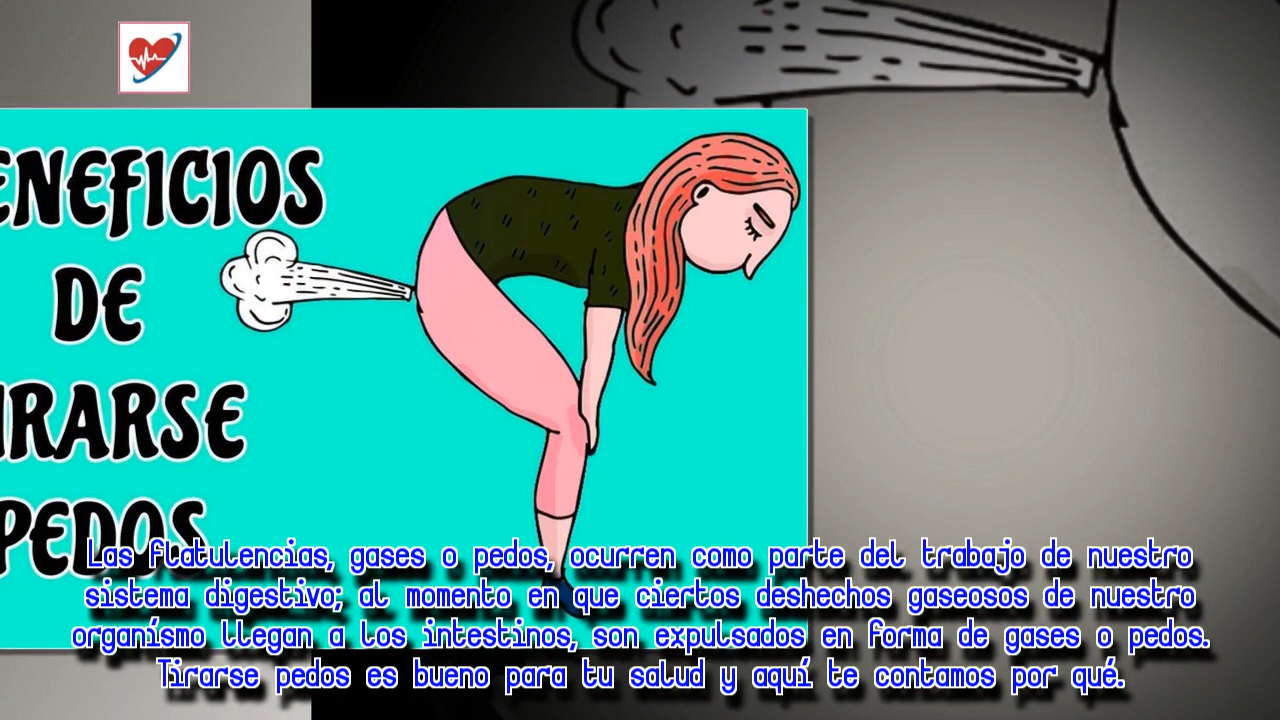 ENEFICIOS
DE
IRARSE
PEDOS
Las flatulencias, gases o pedos, ocurren como parte del trabajo de nuestro
sistema digestivo; al momento en que ciertos deshechos gaseosos de nuestro
organísmo llegan a los intestinos, son expulsados en forma de gases o pedos.
Tirarse pedos es bueno para tu salud y aquí te contamos por qué.